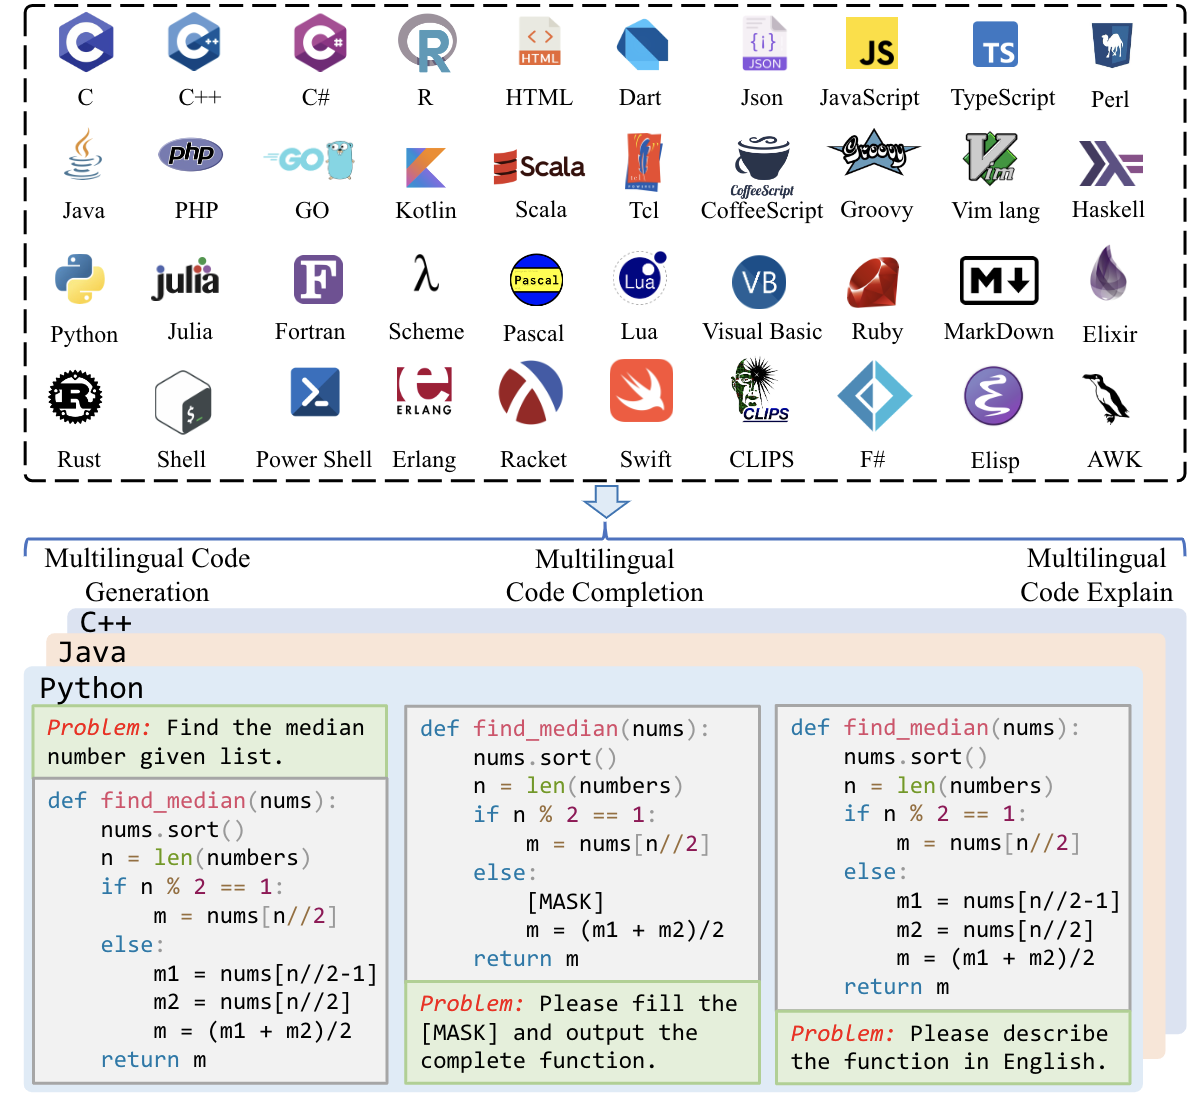 C C++ C# R HTML Dart Json JavaScript TypeScript Perl
HTML {i} JSON JS TS
php GO Scala tcl POWERED CoffeeScript Groovy Vim
Java PHP GO Kotlin Scala Tcl CoffeeScript Groovy Vim lang Haskell
julia F λ Pascal Lua VB M
Python Julia Fortran Scheme Pascal Lua Visual Basic Ruby MarkDown Elixir
R $_ >_ e ERLANG CLIPS
Rust Shell Power Shell Erlang Racket Swift CLIPS F# Elisp AWK
Multilingual Code
Generation
Multilingual
Code Completion
Multilingual
Code Explain
C++
Java
Python
Problem: Find the median
number given list.
def find_median(nums):
    nums.sort()
    n = len(numbers)
    if n % 2 == 1:
        m = nums[n//2]
    else:
        m1 = nums[n//2-1]
        m2 = nums[n//2]
        m = (m1 + m2)/2
    return m
def find_median(nums):
    nums.sort()
    n = len(numbers)
    if n % 2 == 1:
        m = nums[n//2]
    else:
        [MASK]
        m = (m1 + m2)/2
    return m
Problem: Please fill the
[MASK] and output the
complete function.
def find_median(nums):
    nums.sort()
    n = len(numbers)
    if n % 2 == 1:
        m = nums[n//2]
    else:
        m1 = nums[n//2-1]
        m2 = nums[n//2]
        m = (m1 + m2)/2
    return m
Problem: Please describe
the function in English.